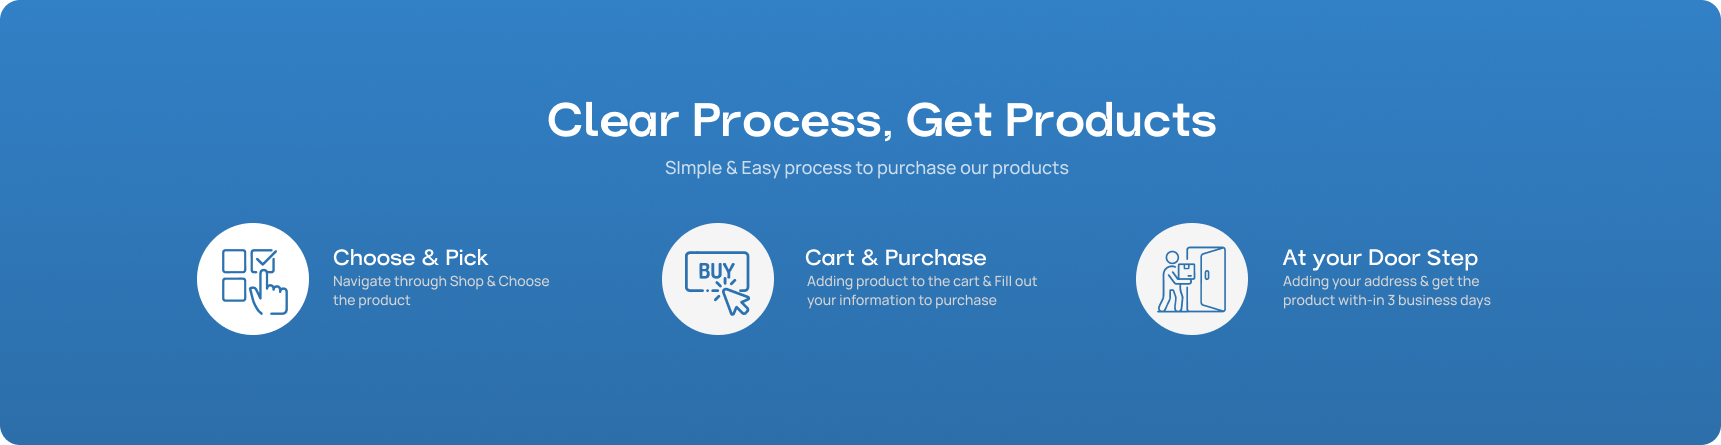 Clear Process, Get Products
SImple & Easy process to purchase our products
Choose & Pick
Navigate through Shop & Choose
the product
BUY
Cart & Purchase
Adding product to the cart & Fill out
your information to purchase
At your Door Step
Adding your address & get the
product with-in 3 business days